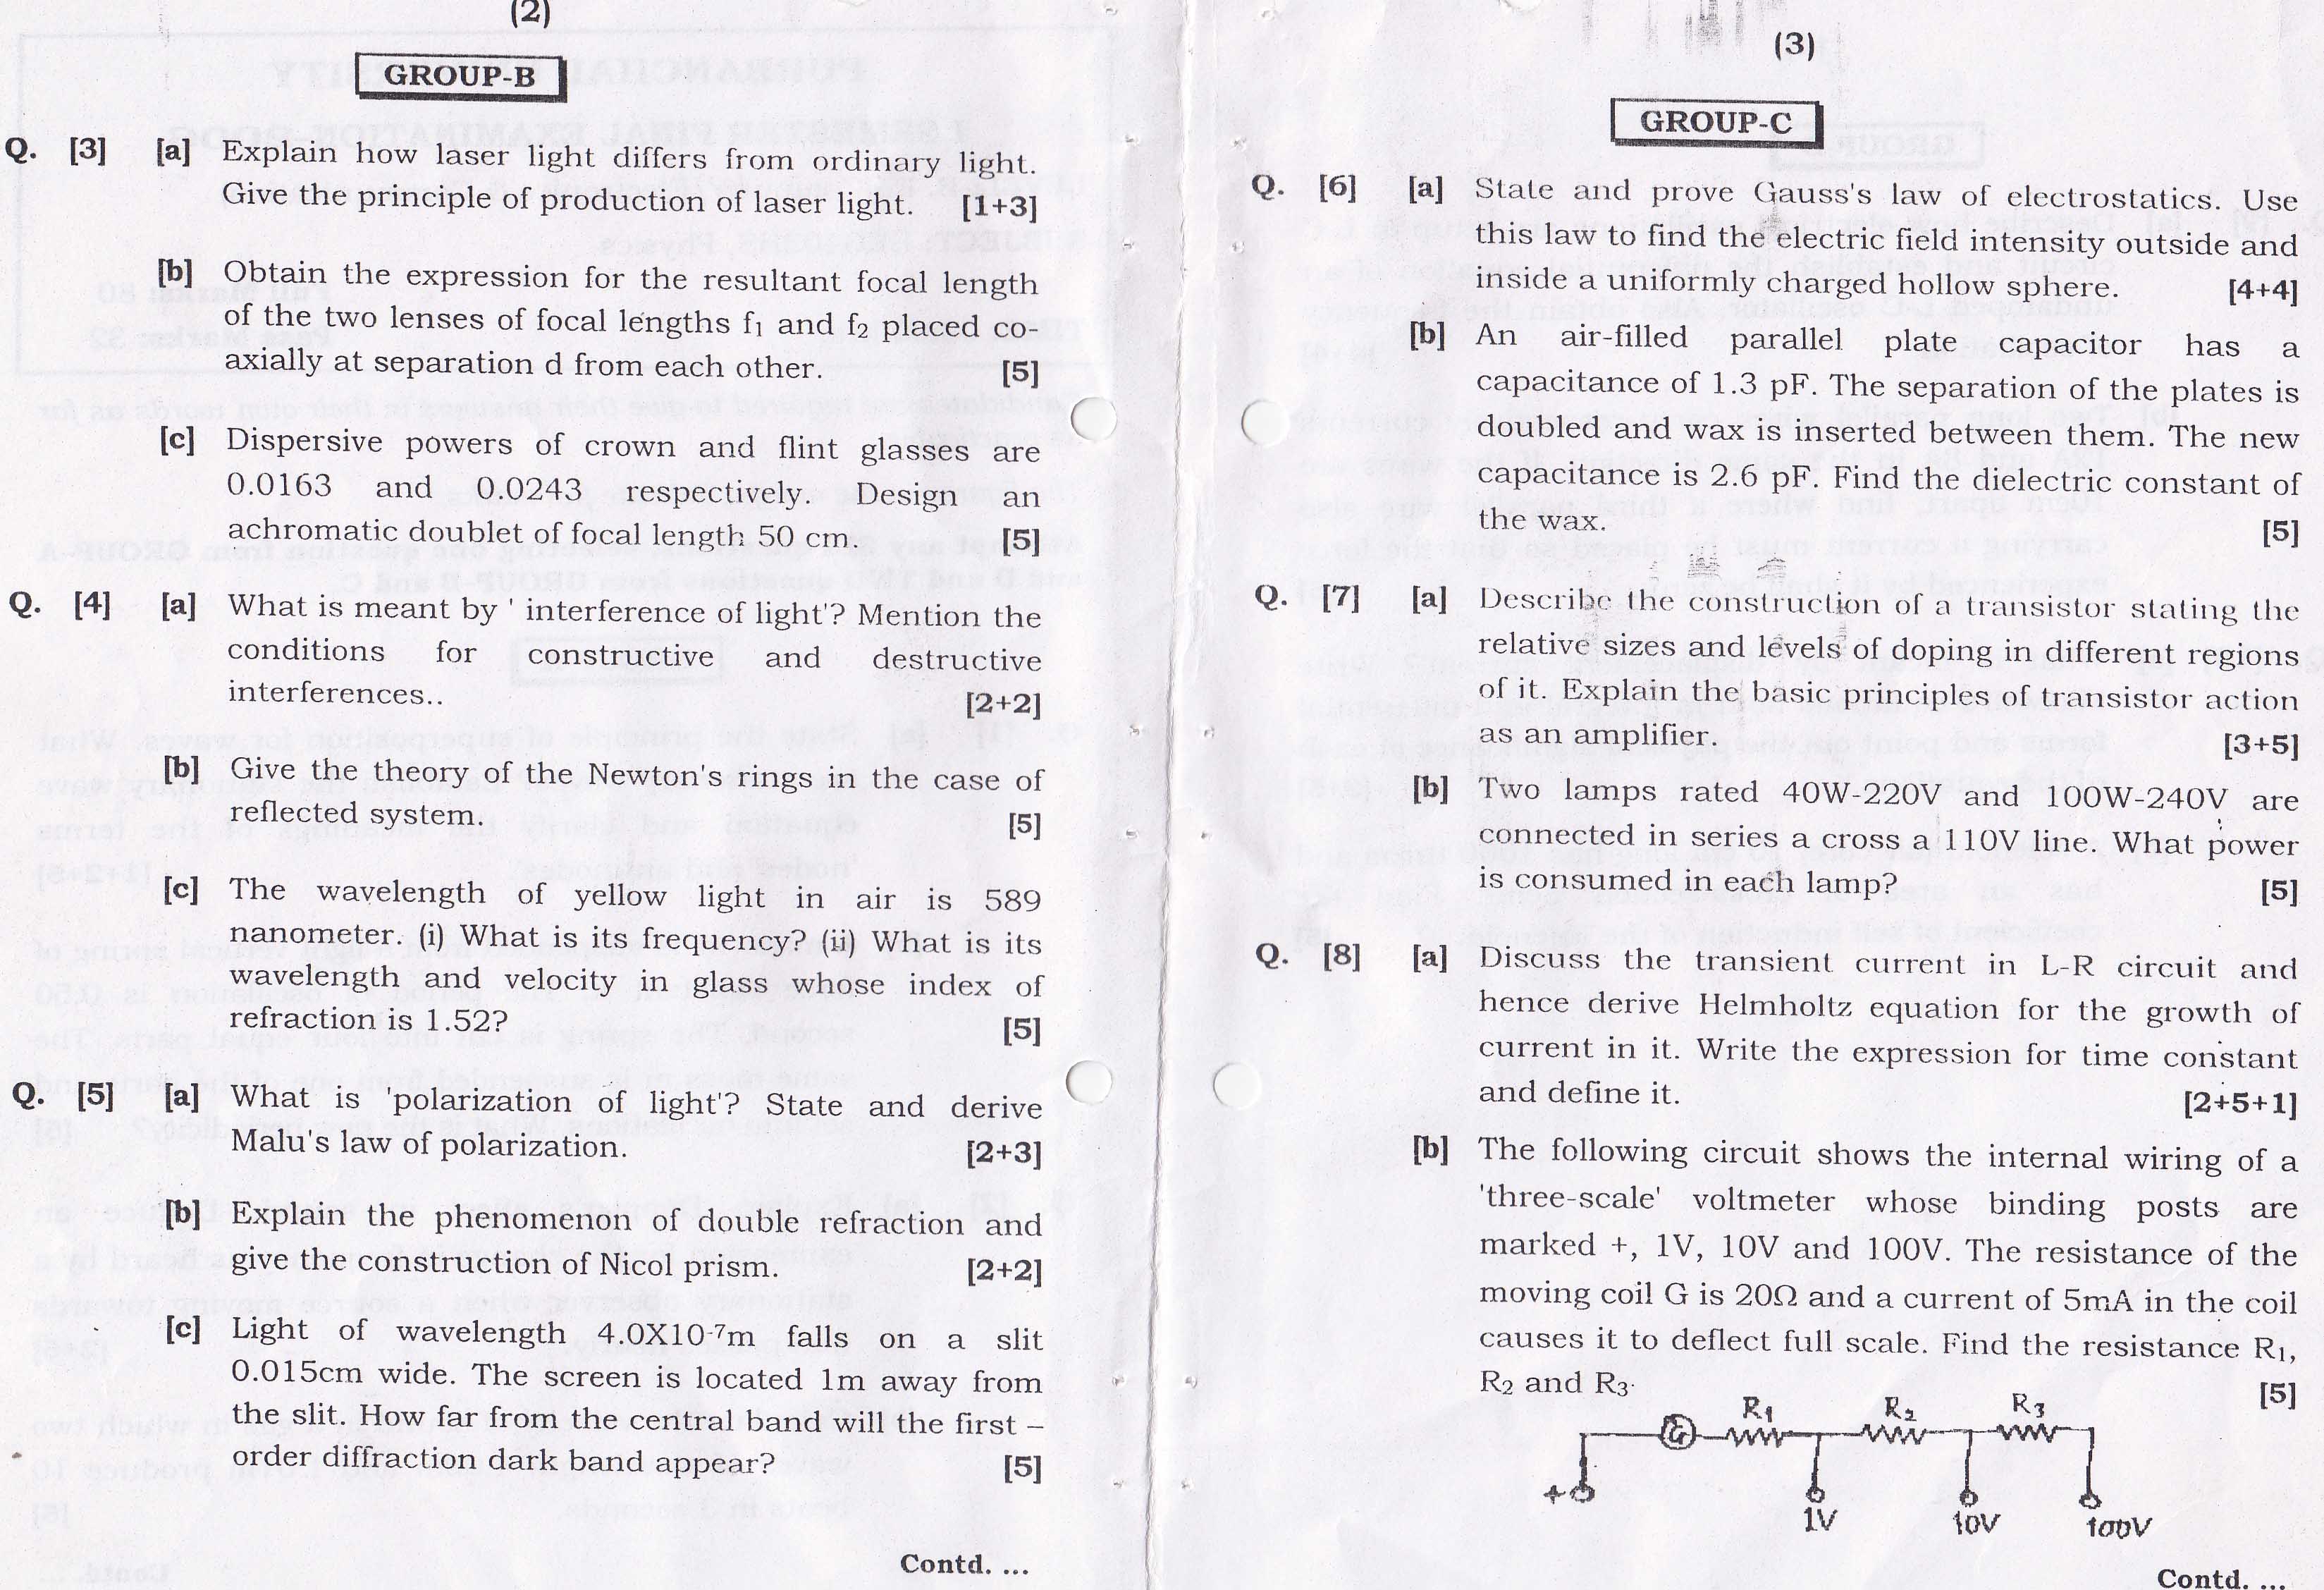 (2)
GROUP-B
Q. [3] [a] Explain how laser light differs from ordinary light.
Give the principle of production of laser light. [1+3]
[b] Obtain the expression for the resultant focal length
of the two lenses of focal lengths f₁ and f₂ placed co-
axially at separation d from each other. [5]
[c] Dispersive powers of crown and flint glasses are
0.0163 and 0.0243 respectively. Design an
achromatic doublet of focal length 50 cm. [5]
Q. [4] [a] What is meant by ' interference of light'? Mention the
conditions for constructive and destructive
interferences.. [2+2]
[b] Give the theory of the Newton's rings in the case of
reflected system. [5]
[c] The wavelength of yellow light in air is 589
nanometer. (i) What is its frequency? (ii) What is its
wavelength and velocity in glass whose index of
refraction is 1.52? [5]
Q. [5] [a] What is 'polarization of light'? State and derive
Malu's law of polarization. [2+3]
[b] Explain the phenomenon of double refraction and
give the construction of Nicol prism. [2+2]
[c] Light of wavelength 4.0X10⁻⁷m falls on a slit
0.015cm wide. The screen is located 1m away from
the slit. How far from the central band will the first –
order diffraction dark band appear? [5]
Contd. ...
(3)
GROUP-C
Q. [6] [a] State and prove Gauss's law of electrostatics. Use
this law to find the electric field intensity outside and
inside a uniformly charged hollow sphere. [4+4]
[b] An air-filled parallel plate capacitor has a
capacitance of 1.3 pF. The separation of the plates is
doubled and wax is inserted between them. The new
capacitance is 2.6 pF. Find the dielectric constant of
the wax. [5]
Q. [7] [a] Describe the construction of a transistor stating the
relative sizes and levels of doping in different regions
of it. Explain the basic principles of transistor action
as an amplifier. [3+5]
[b] Two lamps rated 40W-220V and 100W-240V are
connected in series a cross a 110V line. What power
is consumed in each lamp? [5]
Q. [8] [a] Discuss the transient current in L-R circuit and
hence derive Helmholtz equation for the growth of
current in it. Write the expression for time constant
and define it. [2+5+1]
[b] The following circuit shows the internal wiring of a
'three-scale' voltmeter whose binding posts are
marked +, 1V, 10V and 100V. The resistance of the
moving coil G is 20Ω and a current of 5mA in the coil
causes it to deflect full scale. Find the resistance R₁,
R₂ and R₃. [5]
R₁ R₂ R₃
G
+
1V 10V 100V
Contd. ...